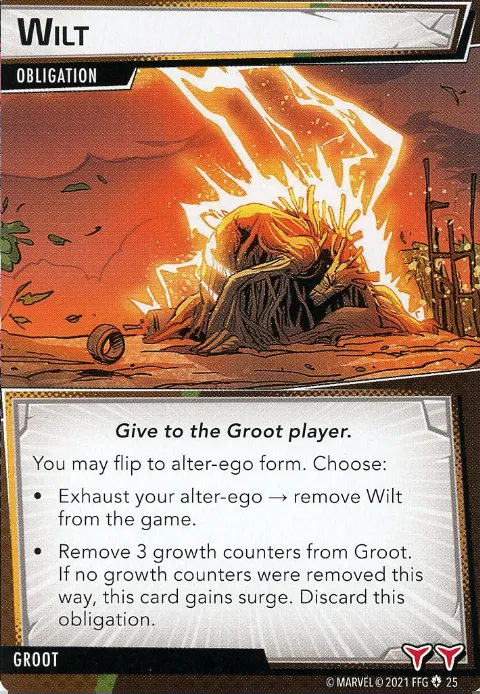 Wilt
OBLIGATION
Give to the Groot player.
You may flip to alter-ego form. Choose:
• Exhaust your alter-ego → remove Wilt
from the game.
• Remove 3 growth counters from Groot.
If no growth counters were removed this
way, this card gains surge. Discard this
obligation.
GROOT
© MARVEL © 2021 FFG 25